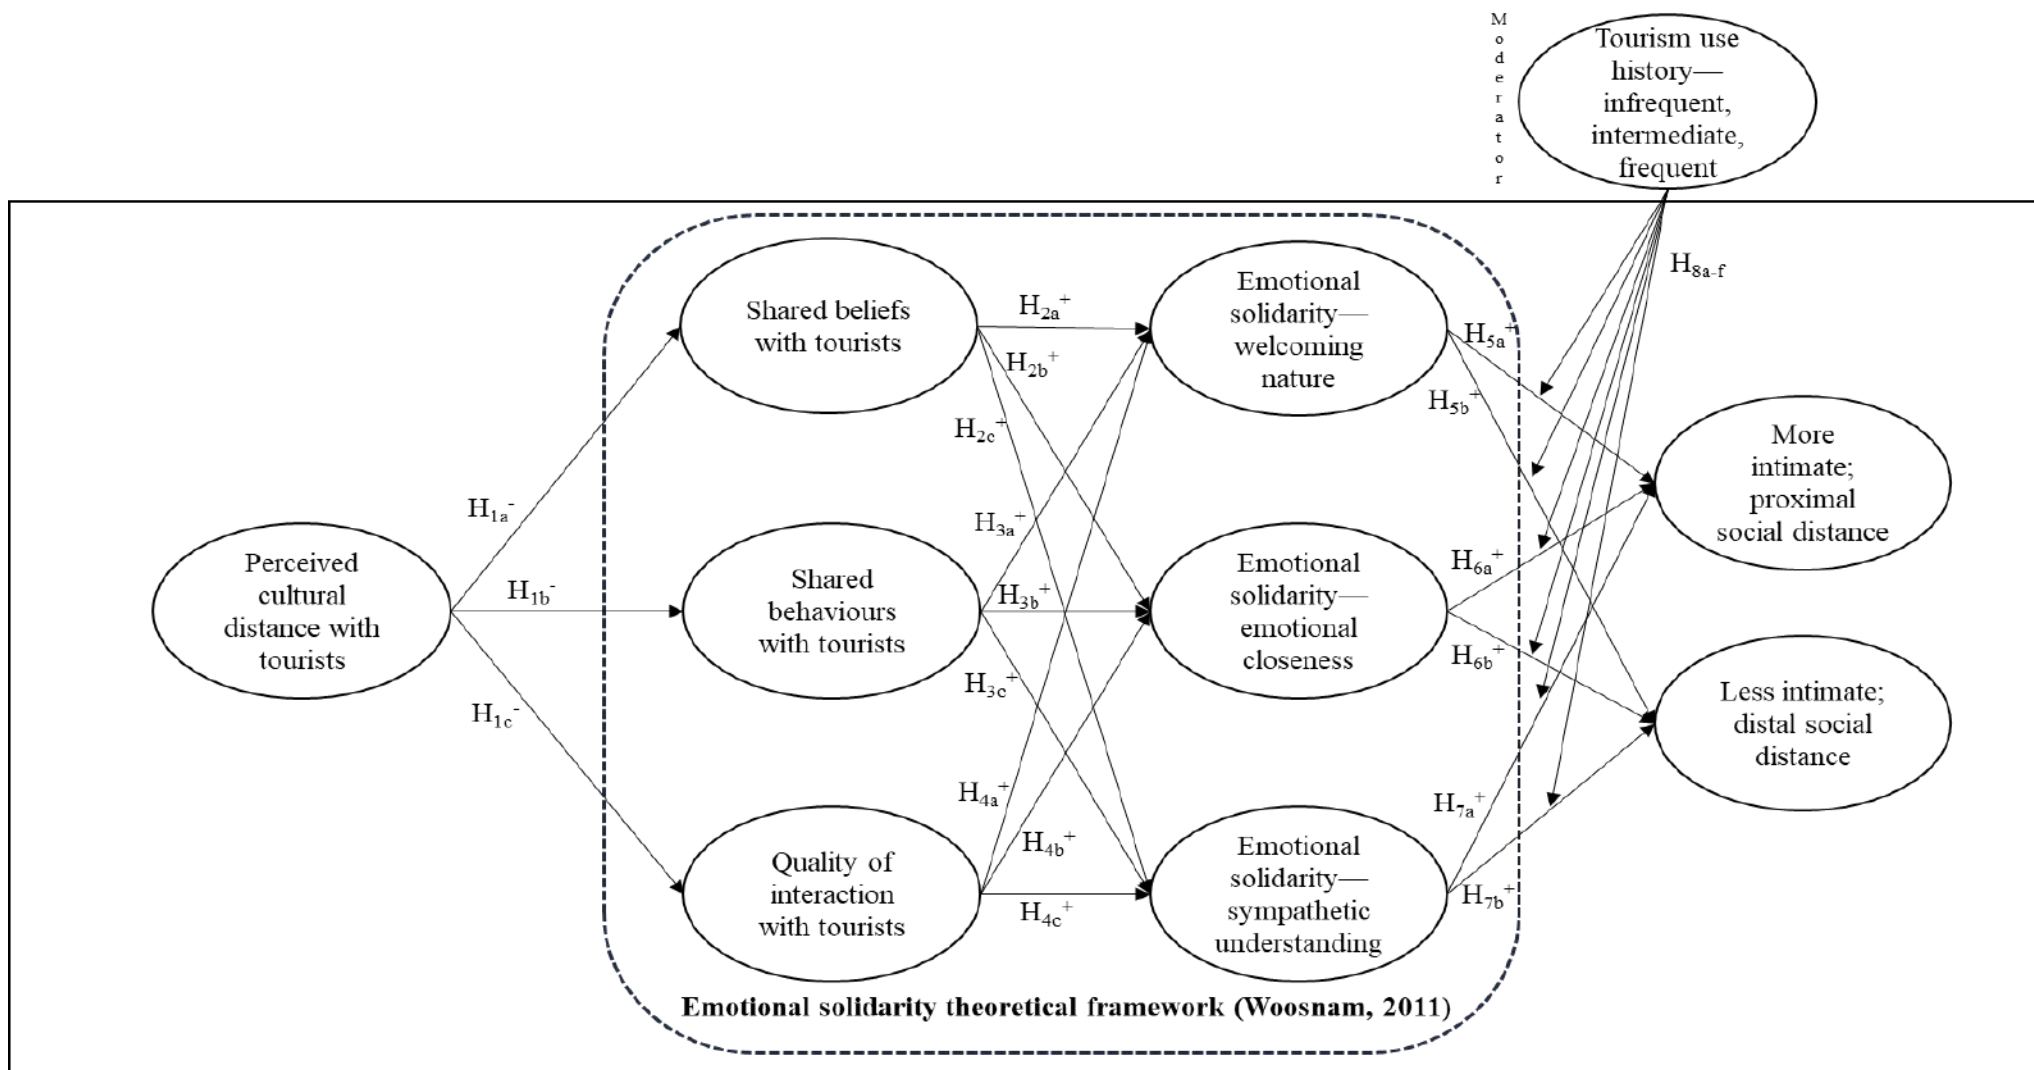 Moderator
Tourism use
history—
infrequent,
intermediate,
frequent
H8a-f
Perceived
cultural
distance with
tourists
H1a-
H1b-
H1c-
Shared beliefs
with tourists
Shared
behaviours
with tourists
Quality of
interaction
with tourists
H2a+
H2b+
H2c+
H3a+
H3b+
H3c+
H4a+
H4b+
H4c+
Emotional
solidarity—
welcoming
nature
Emotional
solidarity—
emotional
closeness
Emotional
solidarity—
sympathetic
understanding
H5a+
H5b+
H6a+
H6b+
H7a+
H7b+
More
intimate;
proximal
social distance
Less intimate;
distal social
distance
Emotional solidarity theoretical framework (Woosnam, 2011)